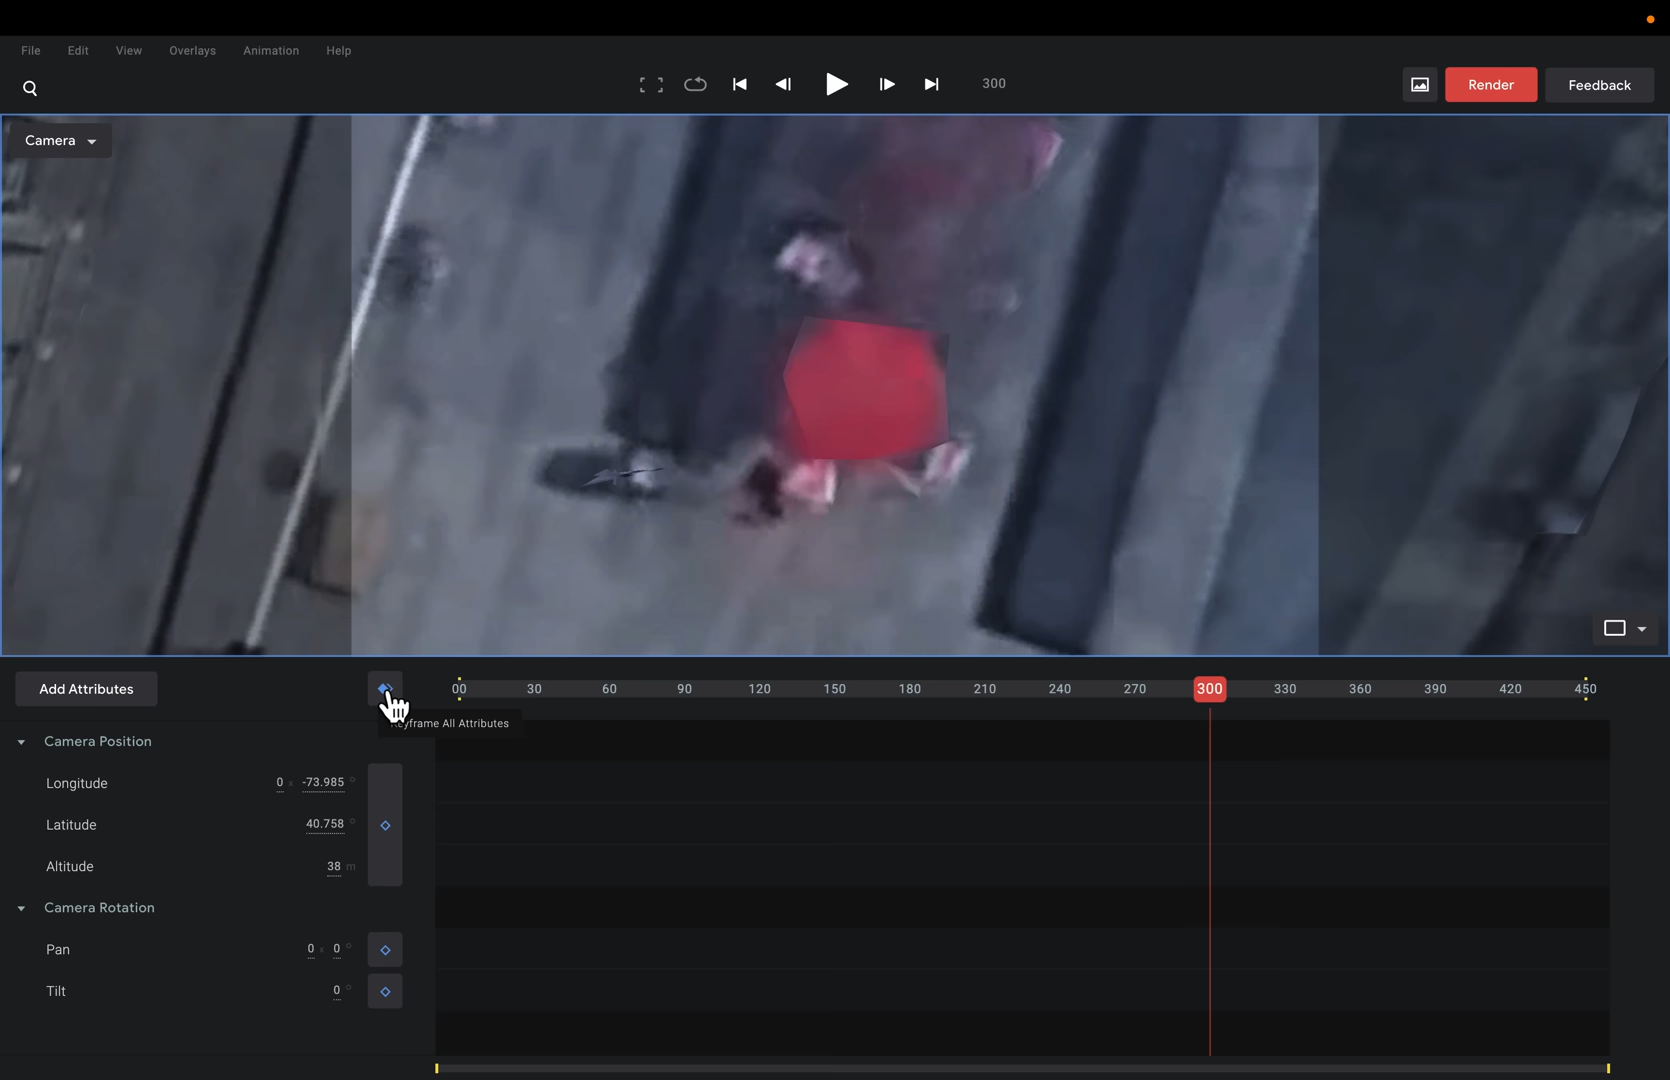 File Edit View Overlays Animation Help
300
Render
Feedback
Camera
Add Attributes
00 30 60 90 120 150 180 210 240 270 300 330 360 390 420 450
Keyframe All Attributes
Camera Position
Longitude 0 x -73.985 °
Latitude 40.758 °
Altitude 38 m
Camera Rotation
Pan 0 x 0 °
Tilt 0 °